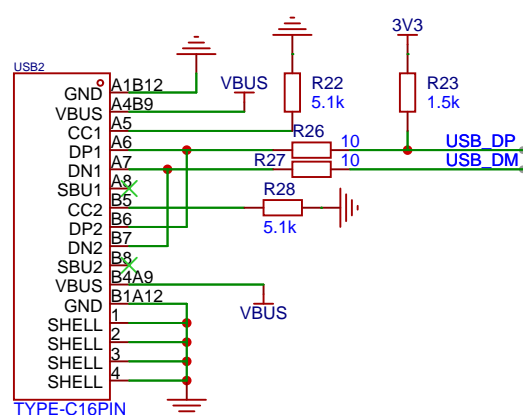 3V3
USB2
VBUS
R22
5.1k
R23
1.5k
GND A1B12
VBUS A4B9
CC1 A5
DP1 A6
R26 10 USB_DP
DN1 A7
R27 10 USB_DM
SBU1 A8
CC2 B5
R28
5.1k
DP2 B6
DN2 B7
SBU2 B8
VBUS B4A9
GND B1A12
VBUS
SHELL 1
SHELL 2
SHELL 3
SHELL 4
TYPE-C16PIN